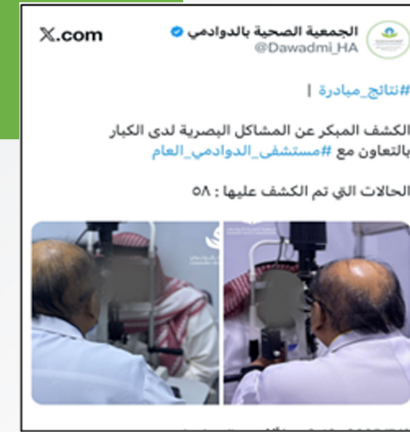 X.com
الجمعية الصحية بالدوادمي
@Dawadmi_HA
#نتائج_مبادرة |
الكشف المبكر عن المشاكل البصرية لدى الكبار
بالتعاون مع #مستشفى_الدوادمي_العام
الحالات التي تم الكشف عليها : ٥٨